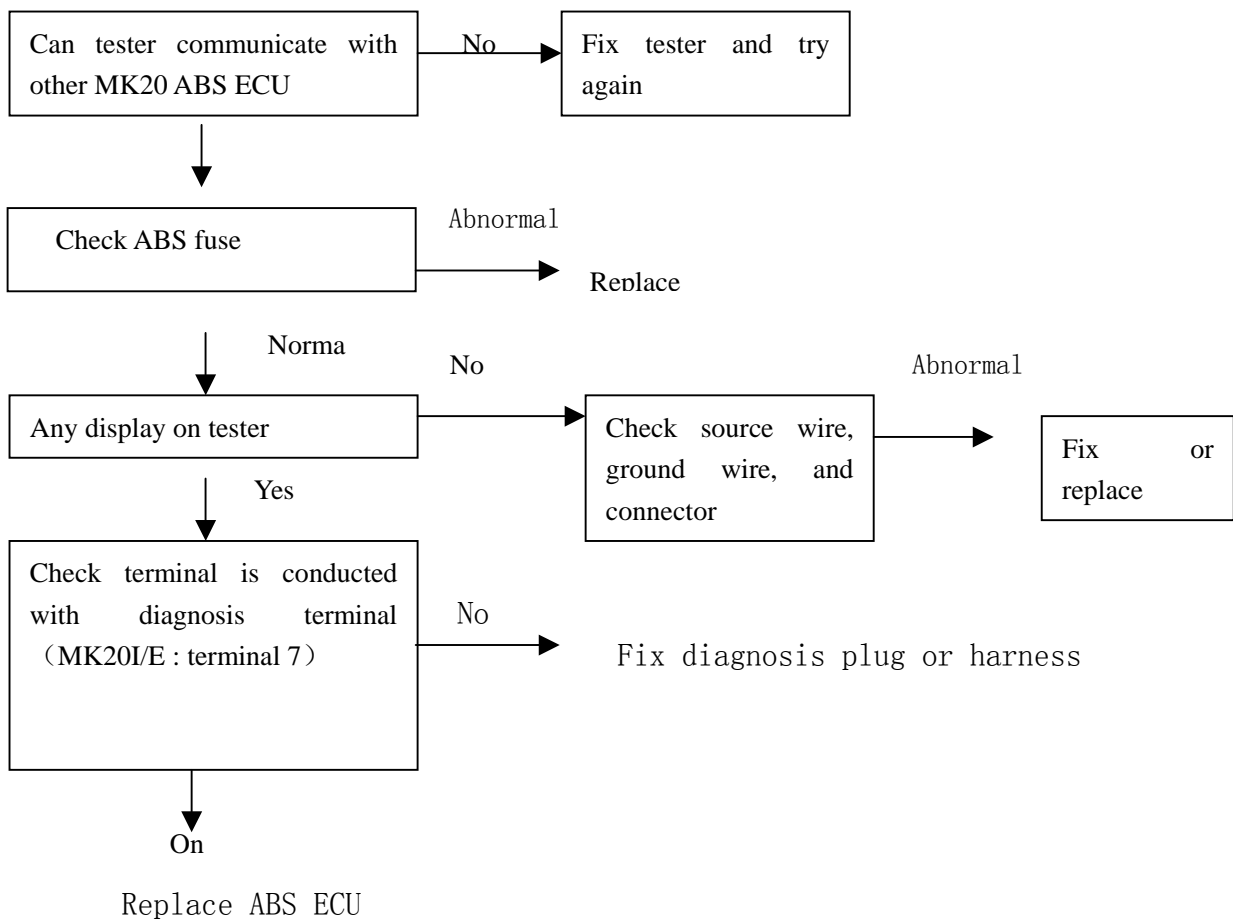 Can tester communicate with
other MK20 ABS ECU
No
Fix tester and try
again
Check ABS fuse
Abnormal
Replace
Norma
No
Abnormal
Any display on tester
Check source wire,
ground wire, and
connector
Fix or
replace
Yes
Check terminal is conducted
with diagnosis terminal
（MK20I/E : terminal 7）
No
Fix diagnosis plug or harness
On
Replace ABS ECU